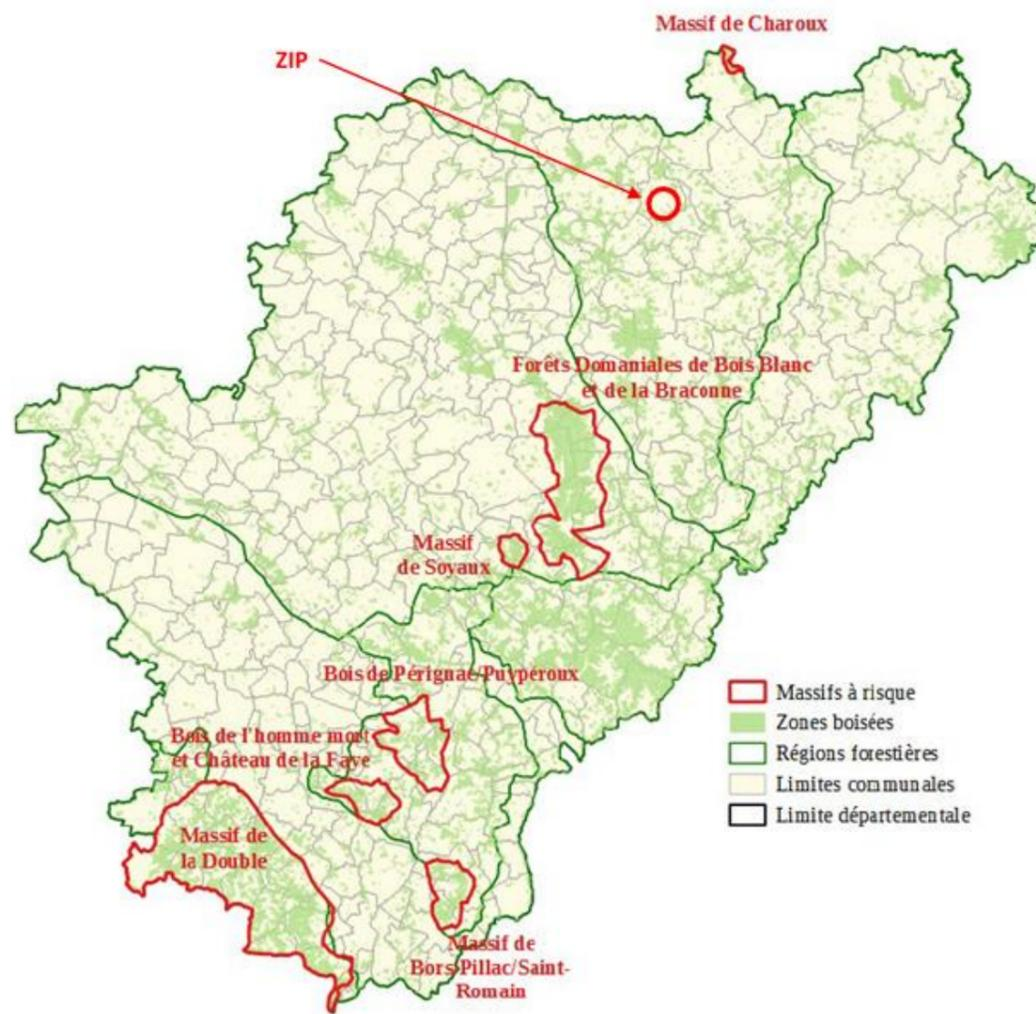 Massif de Charoux
ZIP
Forêts Domaniales de Bois Blanc
et de la Braconne
Massif
de Soyaux
Bois de Pérignac/Puypéroux
Bois de l'homme mort
et Château de la Faye
Massif de
la Double
Massif de
Bors Pillac/Saint-
Romain
Massifs à risque
Zones boisées
Régions forestières
Limites communales
Limite départementale